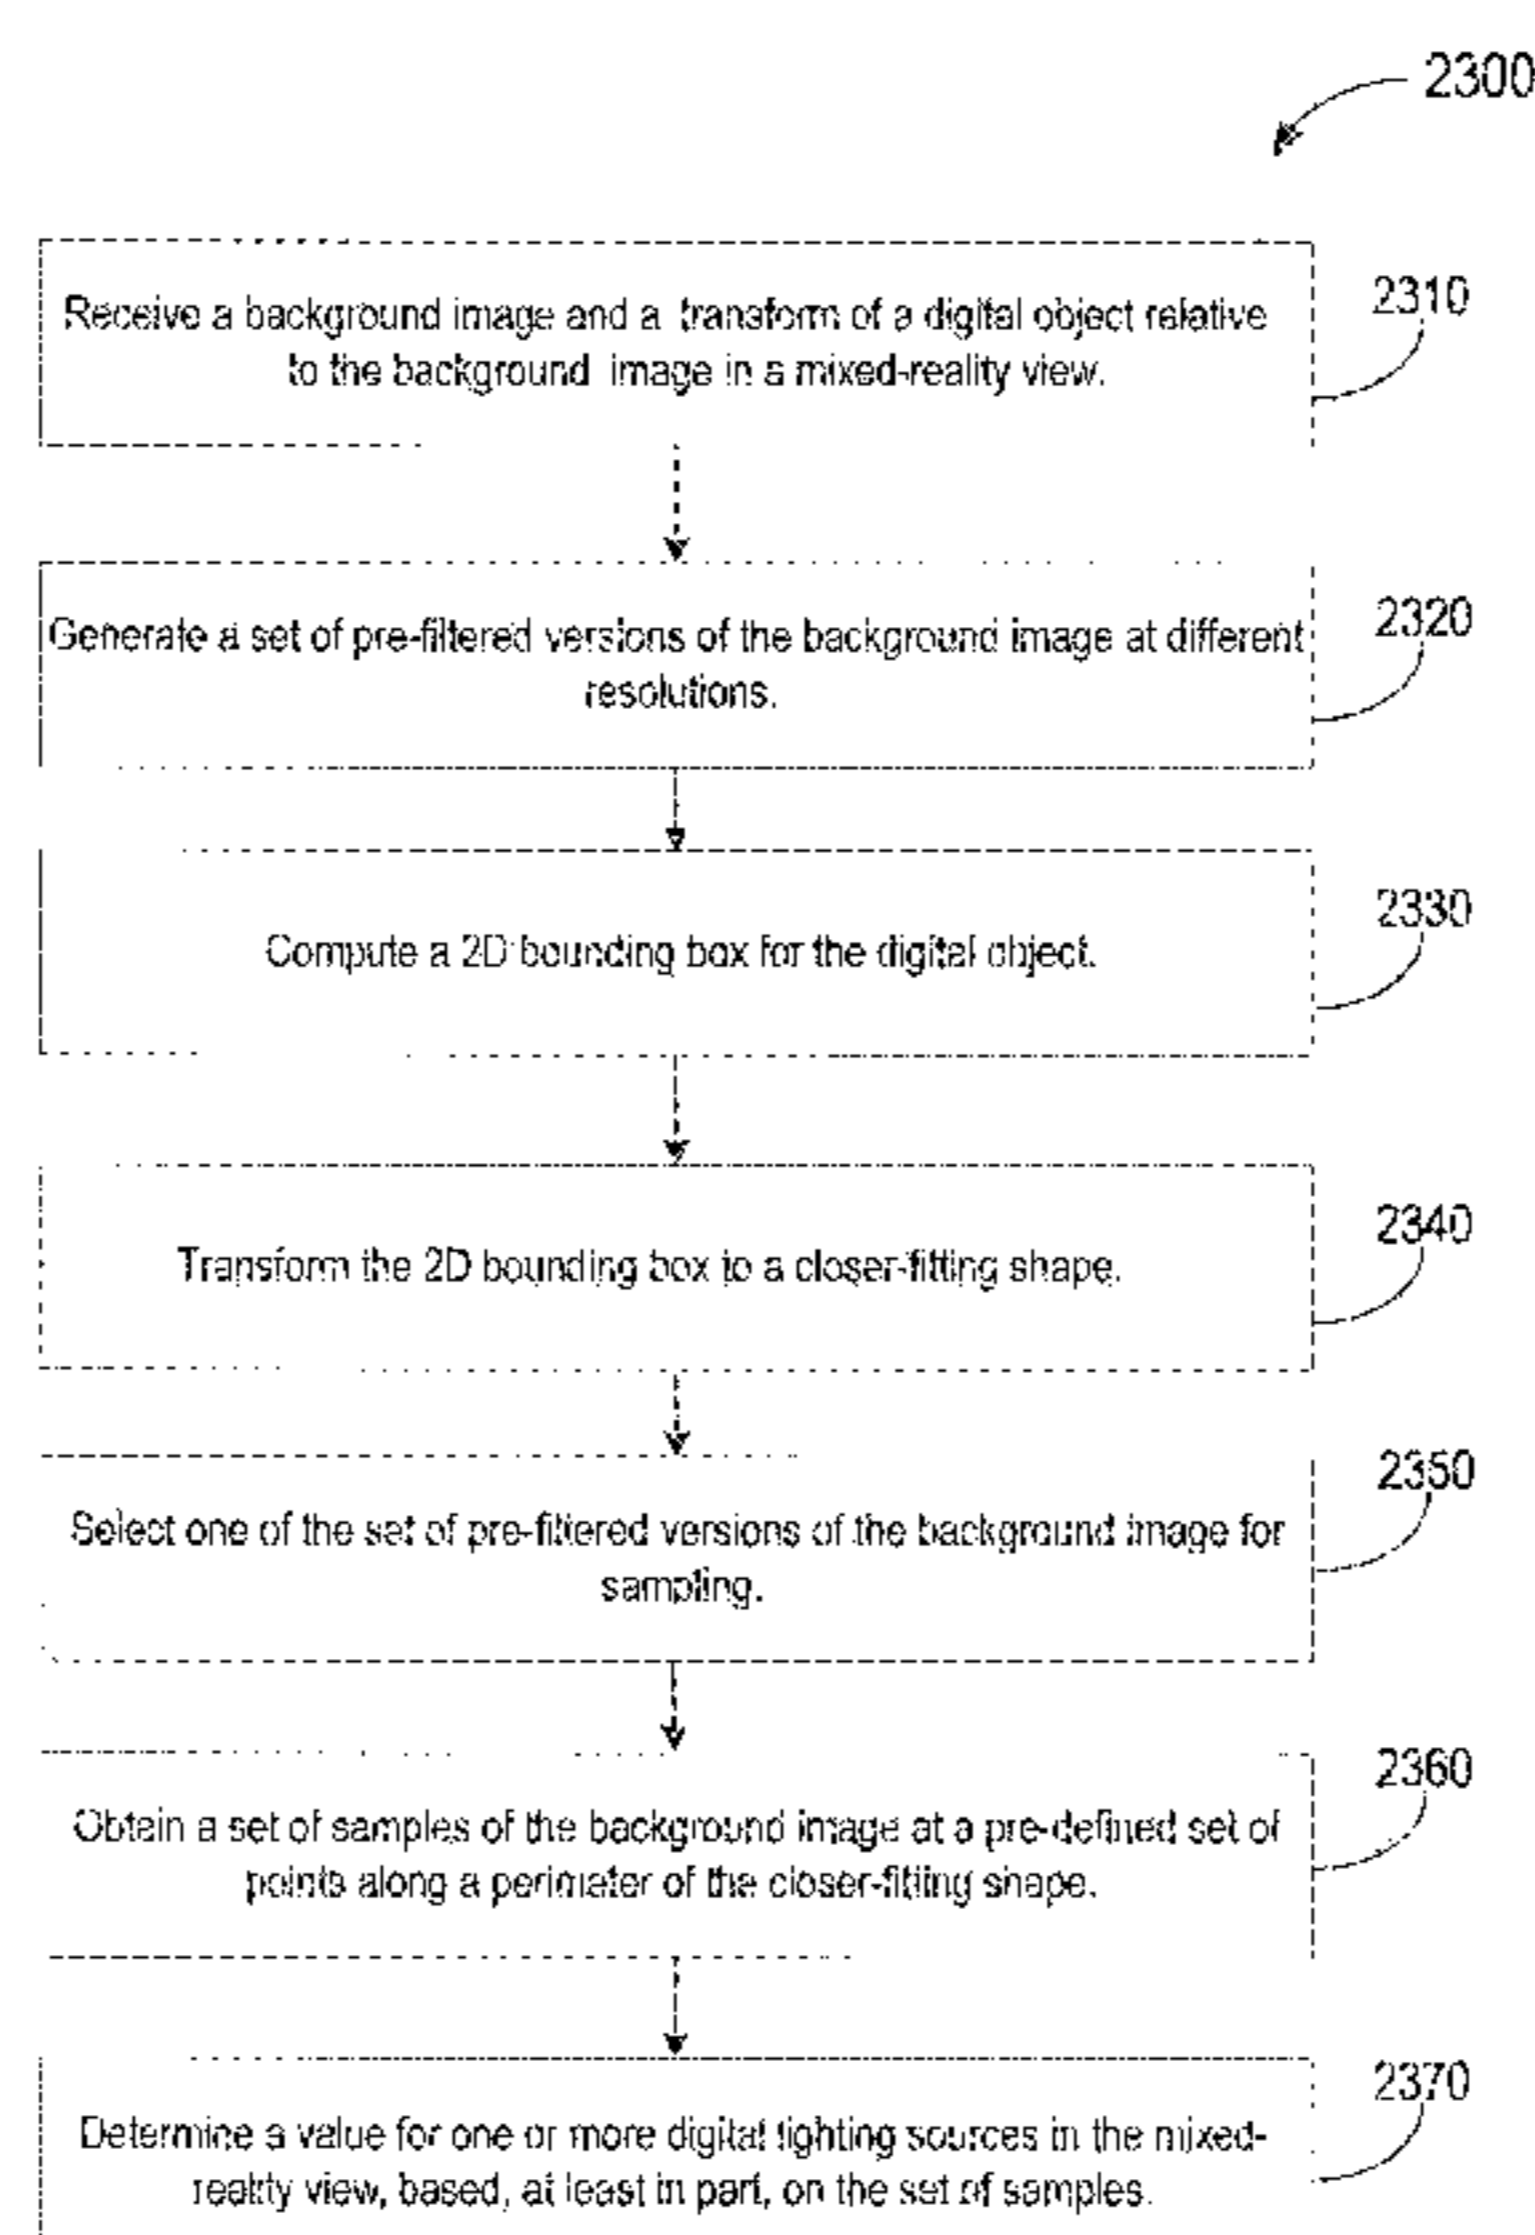 2300
Receive a background image and a transform of a digital object relative
to the background image in a mixed-reality view.
2310
Generate a set of pre-filtered versions of the background image at different
resolutions.
2320
Compute a 2D bounding box for the digital object.
2330
Transform the 2D bounding box to a closer-fitting shape.
2340
Select one of the set of pre-filtered versions of the background image for
sampling.
2350
Obtain a set of samples of the background image at a pre-defined set of
points along a perimeter of the closer-fitting shape.
2360
Determine a value for one or more digital lighting sources in the mixed-
reality view, based, at least in part, on the set of samples.
2370